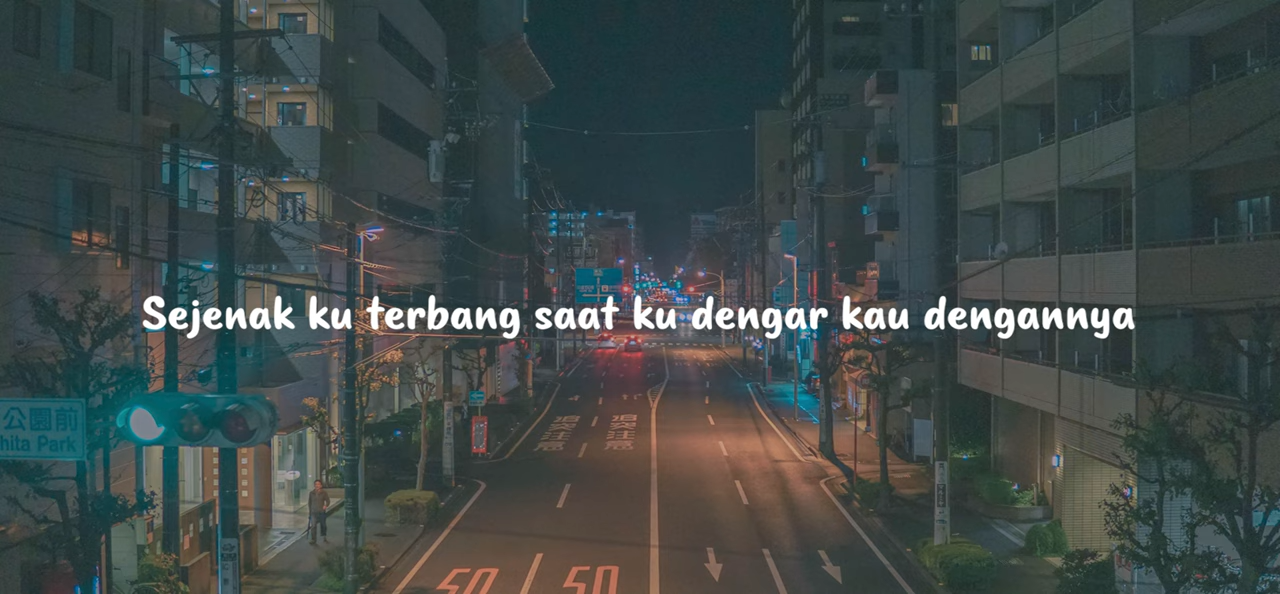 Sejenak ku terbang saat ku dengar kau dengannya
公園前
hita Park
50 50